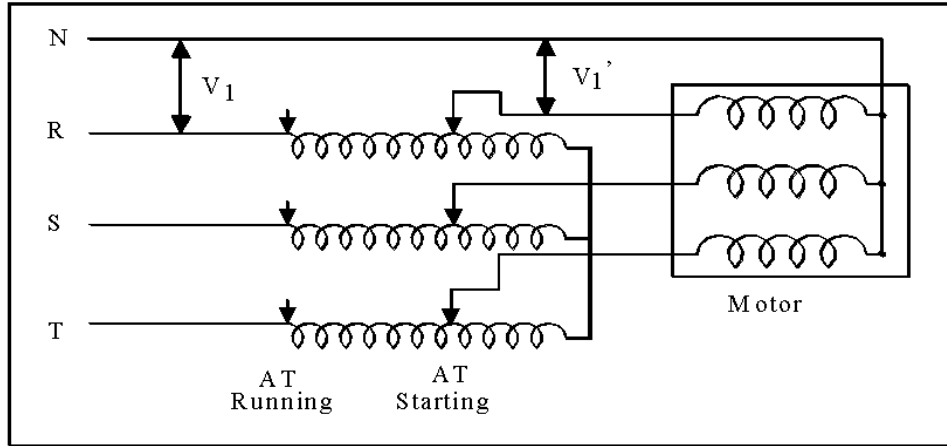 N
V1
V1’
R
S
T
Motor
AT
Running
AT
Starting